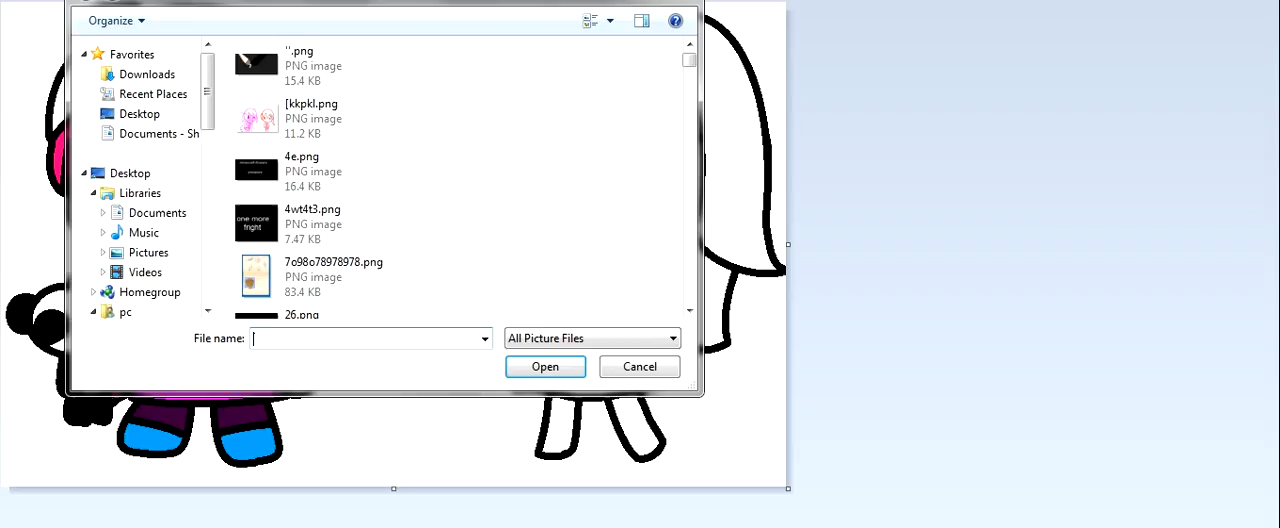 Organize
Favorites
Downloads
Recent Places
Desktop
Documents - Sh
Desktop
Libraries
Documents
Music
Pictures
Videos
Homegroup
pc
''.png
PNG image
15.4 KB
[kkpkl.png
PNG image
11.2 KB
4e.png
PNG image
16.4 KB
one more
fright
4wt4t3.png
PNG image
7.47 KB
7o98o78978978.png
PNG image
83.4 KB
26.png
File name:
All Picture Files
Open
Cancel